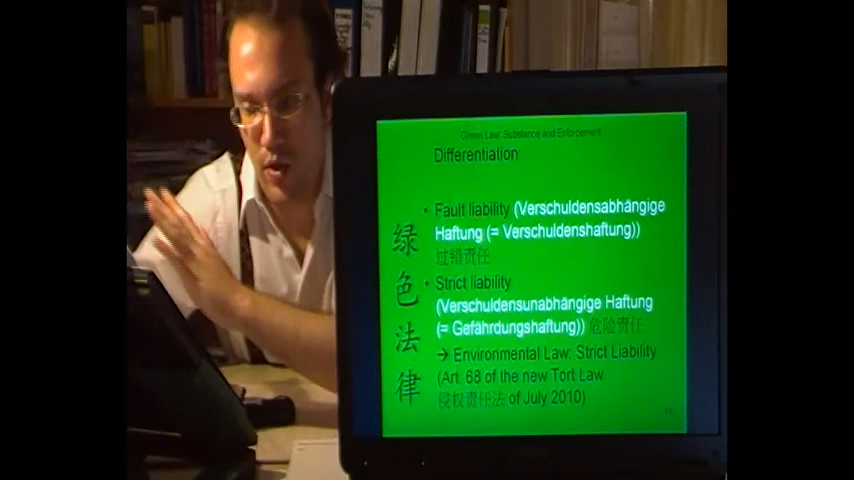 Green Law: Substance and Enforcement
Differentiation:
• Fault liability (Verschuldensabhängige
Haftung (= Verschuldenshaftung))
过错责任
• Strict liability
(Verschuldensunabhängige Haftung
(= Gefährdungshaftung)) 危险责任
→ Environmental Law: Strict Liability
(Art. 68 of the new Tort Law
侵权责任法 of July 2010)
绿
色
法
律